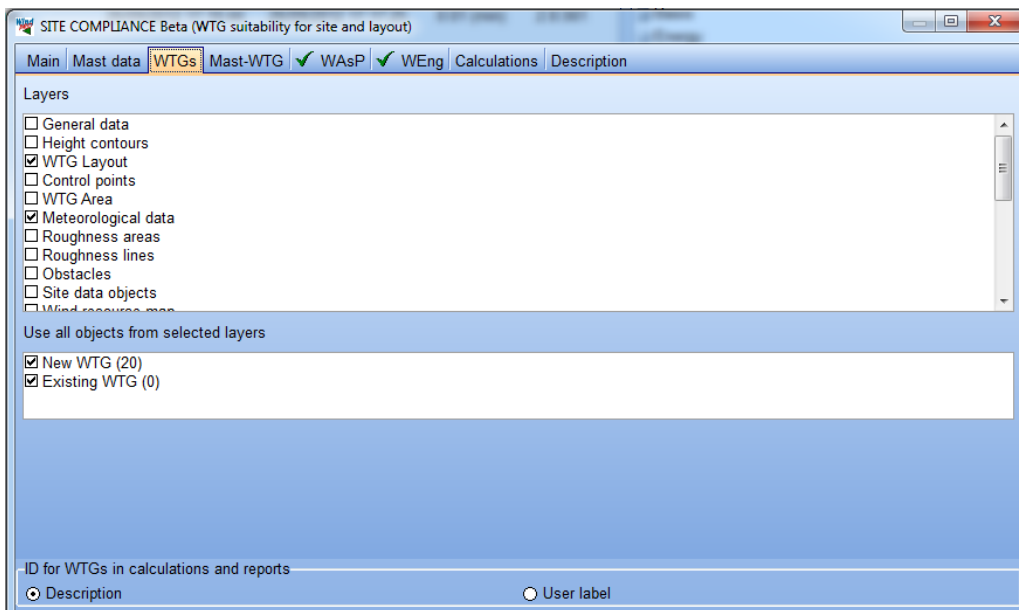 SITE COMPLIANCE Beta (WTG suitability for site and layout)
Main Mast data WTGs Mast-WTG WAsP WEng Calculations Description
Layers
General data
Height contours
WTG Layout
Control points
WTG Area
Meteorological data
Roughness areas
Roughness lines
Obstacles
Site data objects
Wind resource map
Use all objects from selected layers
New WTG (20)
Existing WTG (0)
ID for WTGs in calculations and reports
Description User label